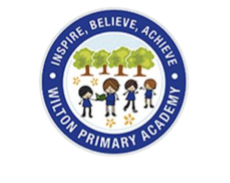 INSPIRE, BELIEVE, ACHIEVE
WILTON PRIMARY ACADEMY